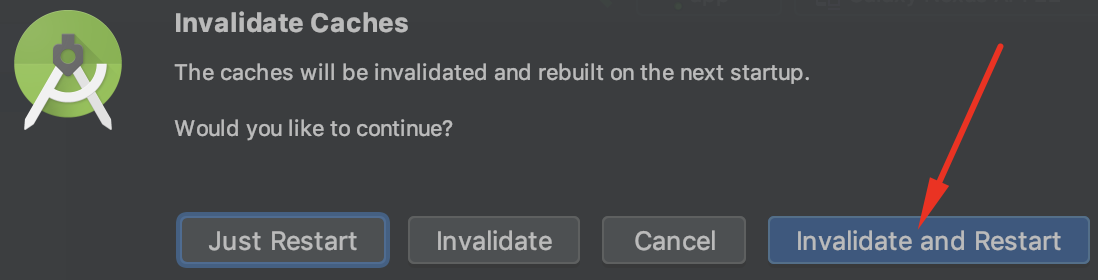 Invalidate Caches
The caches will be invalidated and rebuilt on the next startup.
Would you like to continue?
Just Restart
Invalidate
Cancel
Invalidate and Restart